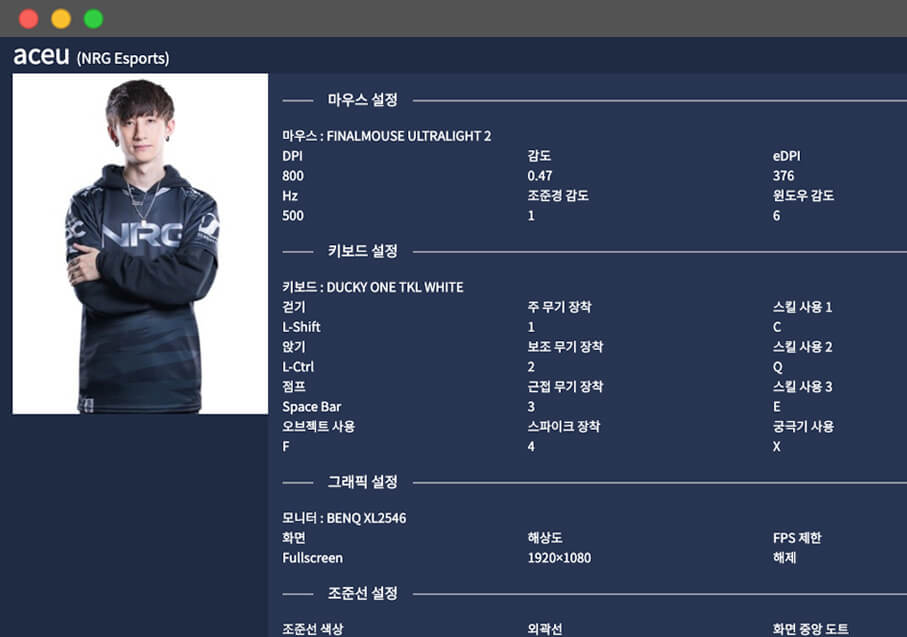 aceu (NRG Esports)
NRG
마우스 설정
마우스 : FINALMOUSE ULTRALIGHT 2
DPI 감도 eDPI
800 0.47 376
Hz 조준경 감도 윈도우 감도
500 1 6
키보드 설정
키보드 : DUCKY ONE TKL WHITE
걷기 주 무기 장착 스킬 사용 1
L-Shift 1 C
앉기 보조 무기 장착 스킬 사용 2
L-Ctrl 2 Q
점프 근접 무기 장착 스킬 사용 3
Space Bar 3 E
오브젝트 사용 스파이크 장착 궁극기 사용
F 4 X
그래픽 설정
모니터 : BENQ XL2546
화면 해상도 FPS 제한
Fullscreen 1920×1080 해제
조준선 설정
조준선 색상 외곽선 화면 중앙 도트